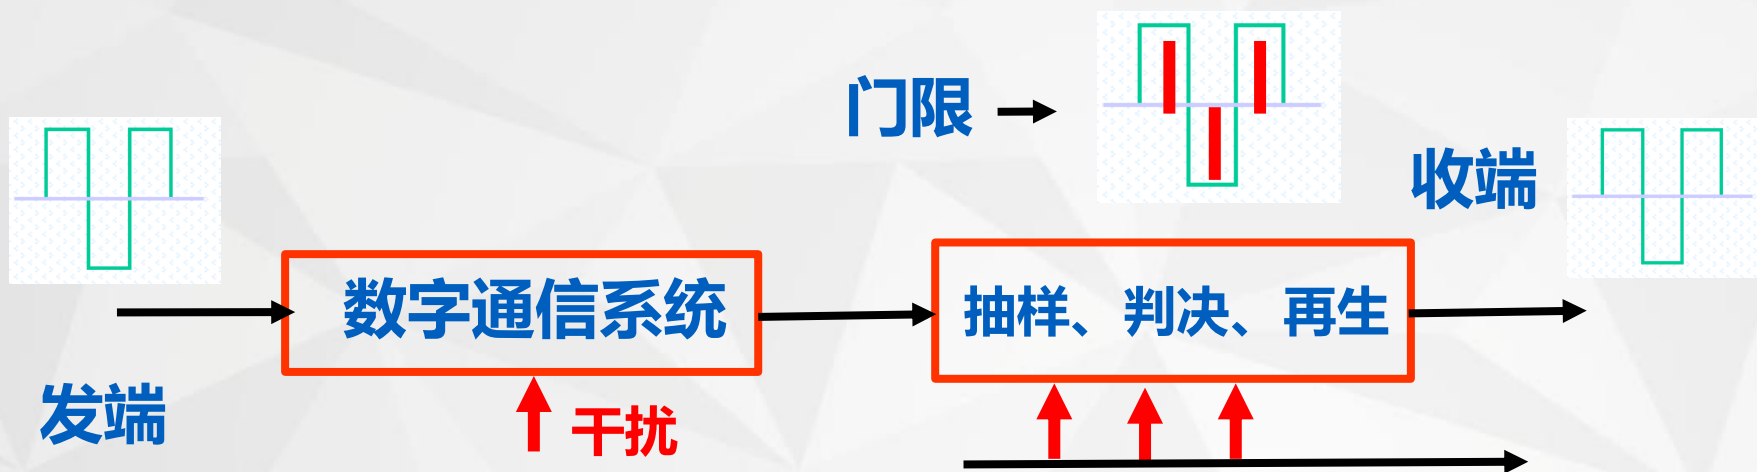 门限
收端
数字通信系统
抽样、判决、再生
发端
干扰